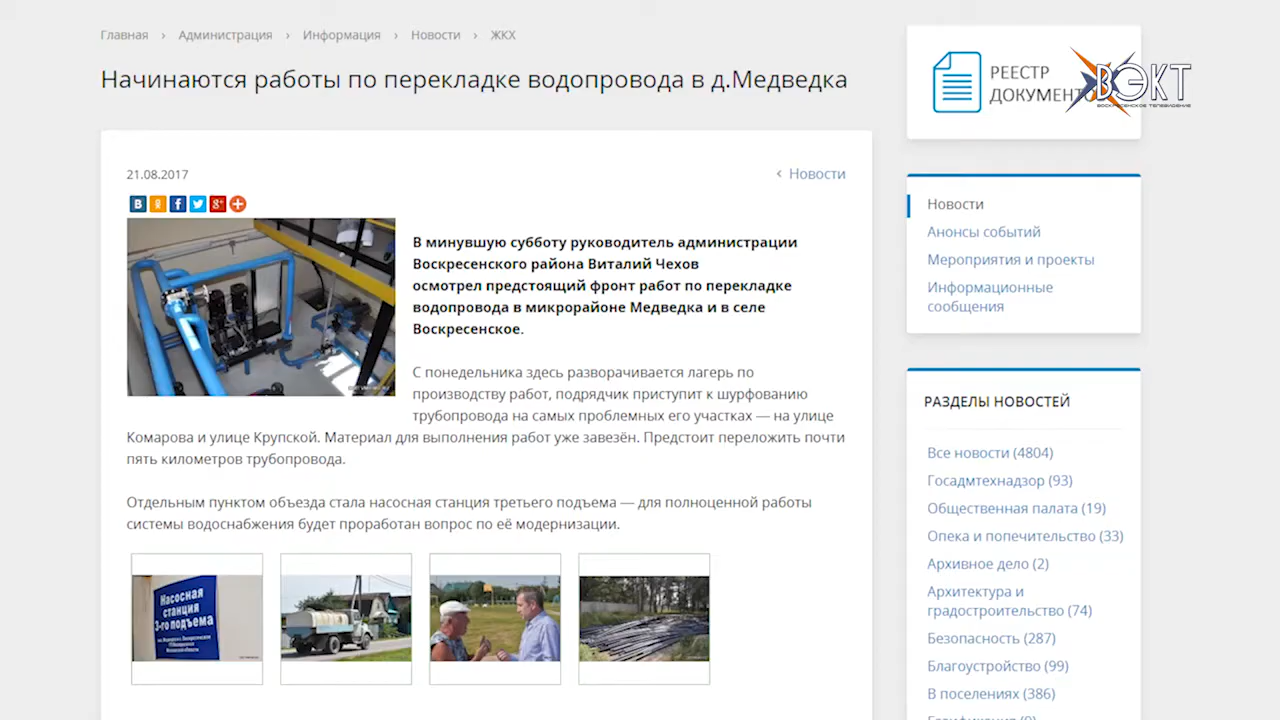 Главная › Администрация › Информация › Новости › ЖКХ
Начинаются работы по перекладке водопровода в д.Медведка
21.08.2017
‹ Новости
В минувшую субботу руководитель администрации
Воскресенского района Виталий Чехов
осмотрел предстоящий фронт работ по перекладке
водопровода в микрорайоне Медведка и в селе
Воскресенское.
С понедельника здесь разворачивается лагерь по
производству работ, подрядчик приступит к шурфованию
трубопровода на самых проблемных его участках — на улице
Комарова и улице Крупской. Материал для выполнения работ уже завезён. Предстоит переложить почти
пять километров трубопровода.
Отдельным пунктом объезда стала насосная станция третьего подъема — для полноценной работы
системы водоснабжения будет проработан вопрос по её модернизации.
Насосная
станция
3-го подъема
РЕЕСТР
ДОКУМЕНТО
ВЭКТ
ВОСКРЕСЕНСКОЕ ТЕЛЕВИДЕНИЕ
Новости
Анонсы событий
Мероприятия и проекты
Информационные
сообщения
РАЗДЕЛЫ НОВОСТЕЙ
Все новости (4804)
Госадмтехнадзор (93)
Общественная палата (19)
Опека и попечительство (33)
Архивное дело (2)
Архитектура и
градостроительство (74)
Безопасность (287)
Благоустройство (99)
В поселениях (386)